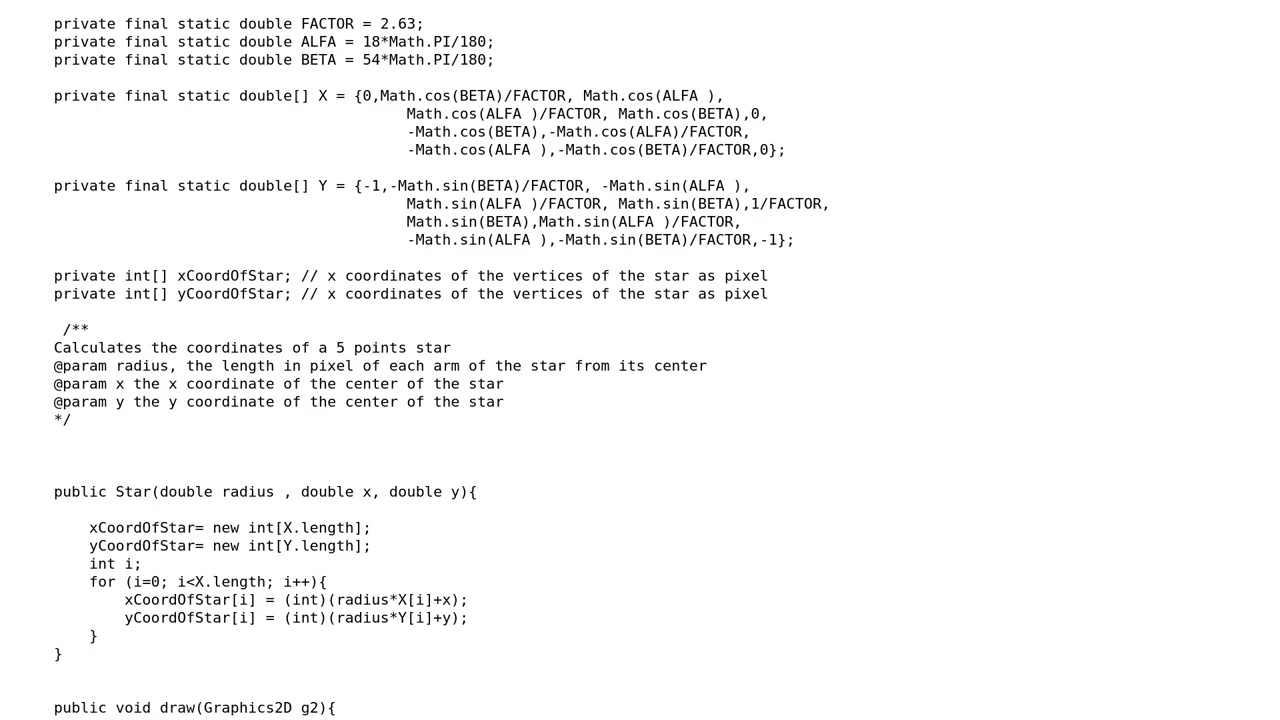 private final static double FACTOR = 2.63;
private final static double ALFA = 18*Math.PI/180;
private final static double BETA = 54*Math.PI/180;
private final static double[] X = {0,Math.cos(BETA)/FACTOR, Math.cos(ALFA ),
Math.cos(ALFA )/FACTOR, Math.cos(BETA),0,
-Math.cos(BETA),-Math.cos(ALFA)/FACTOR,
-Math.cos(ALFA ),-Math.cos(BETA)/FACTOR,0};
private final static double[] Y = {-1,-Math.sin(BETA)/FACTOR, -Math.sin(ALFA ),
Math.sin(ALFA )/FACTOR, Math.sin(BETA),1/FACTOR,
Math.sin(BETA),Math.sin(ALFA )/FACTOR,
-Math.sin(ALFA ),-Math.sin(BETA)/FACTOR,-1};
private int[] xCoordOfStar; // x coordinates of the vertices of the star as pixel
private int[] yCoordOfStar; // x coordinates of the vertices of the star as pixel
/**
Calculates the coordinates of a 5 points star
@param radius, the length in pixel of each arm of the star from its center
@param x the x coordinate of the center of the star
@param y the y coordinate of the center of the star
*/
public Star(double radius , double x, double y){
xCoordOfStar= new int[X.length];
yCoordOfStar= new int[Y.length];
int i;
for (i=0; i<X.length; i++){
xCoordOfStar[i] = (int)(radius*X[i]+x);
yCoordOfStar[i] = (int)(radius*Y[i]+y);
}
}
public void draw(Graphics2D g2){